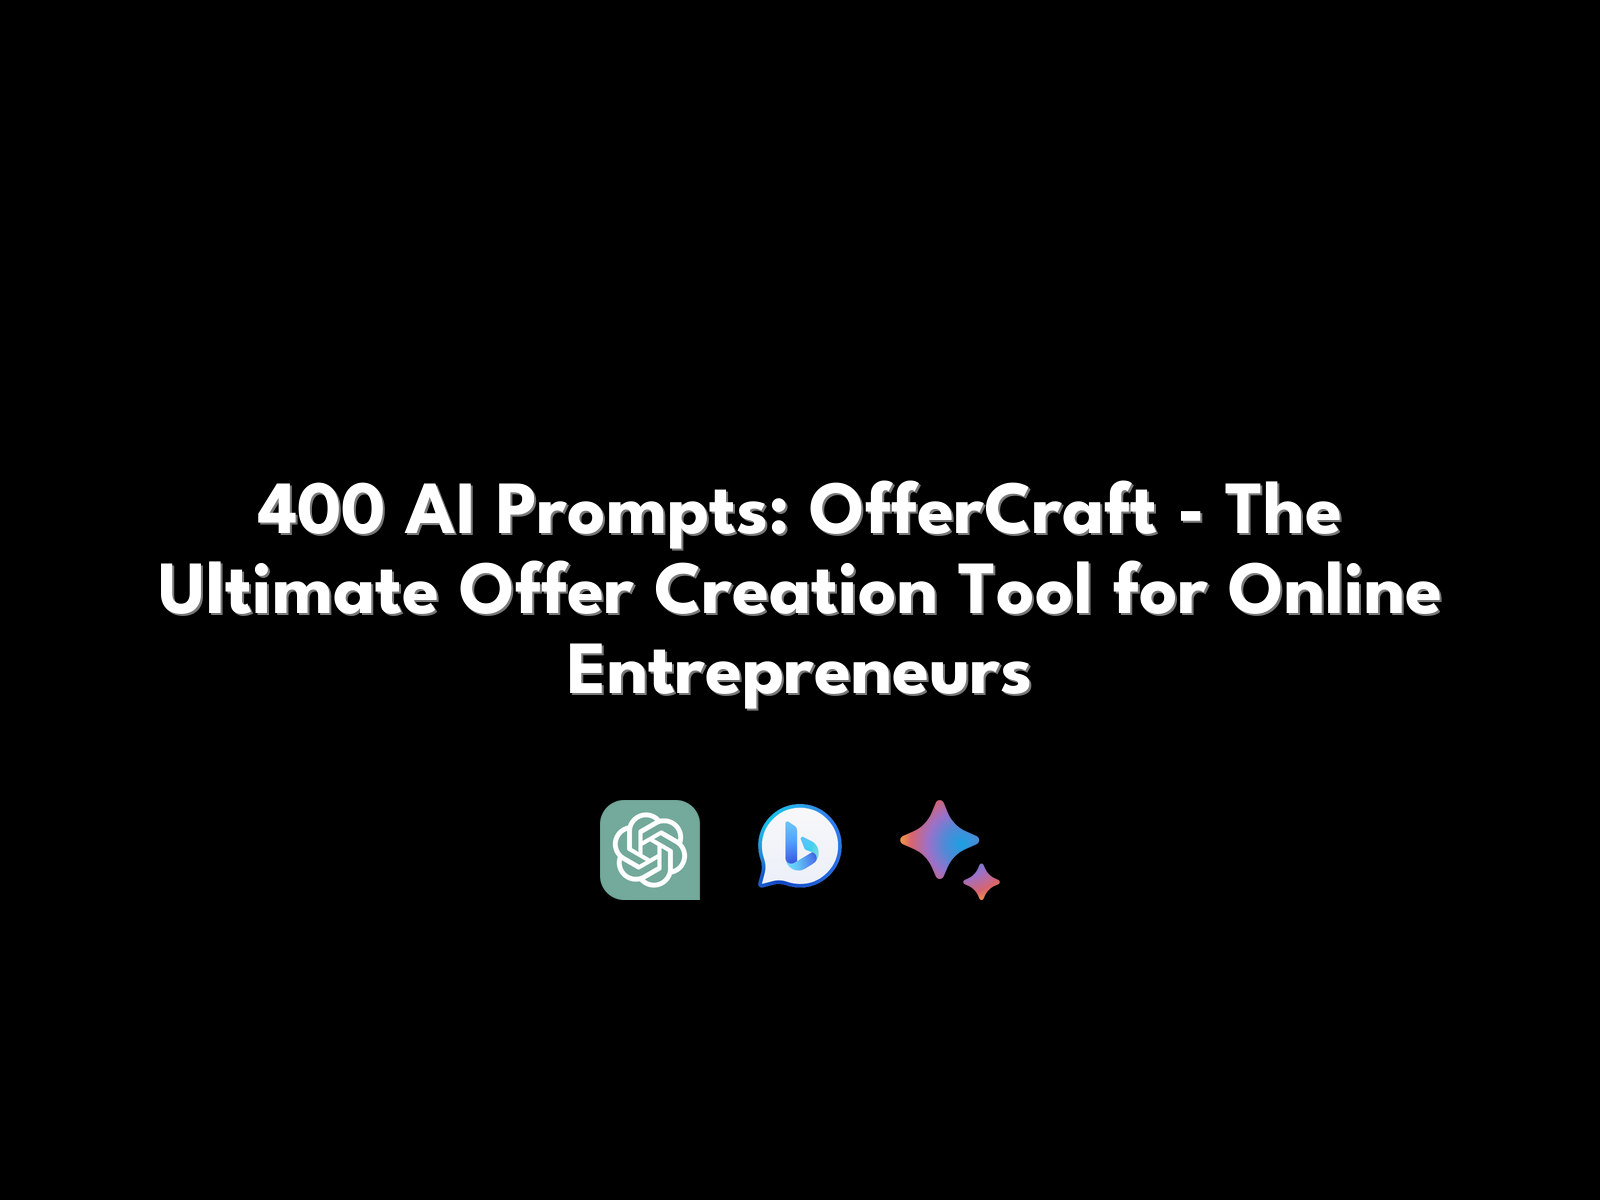 400 AI Prompts: OfferCraft - The
Ultimate Offer Creation Tool for Online
Entrepreneurs